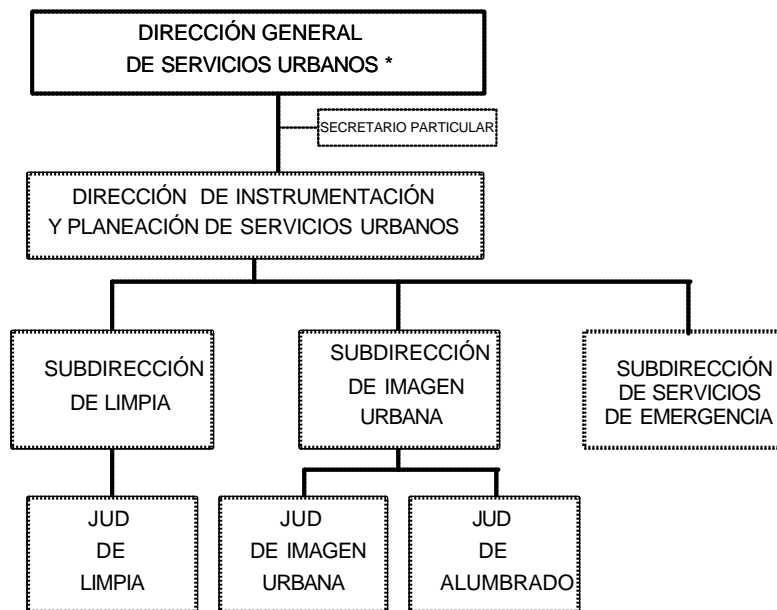 DIRECCIÓN GENERAL
DE SERVICIOS URBANOS *
SECRETARIO PARTICULAR
DIRECCIÓN DE INSTRUMENTACIÓN
Y PLANEACIÓN DE SERVICIOS URBANOS
SUBDIRECCIÓN
DE LIMPIA
SUBDIRECCIÓN
DE IMAGEN
URBANA
SUBDIRECCIÓN
DE SERVICIOS
DE EMERGENCIA
JUD
DE
LIMPIA
JUD
DE IMAGEN
URBANA
JUD
DE
ALUMBRADO